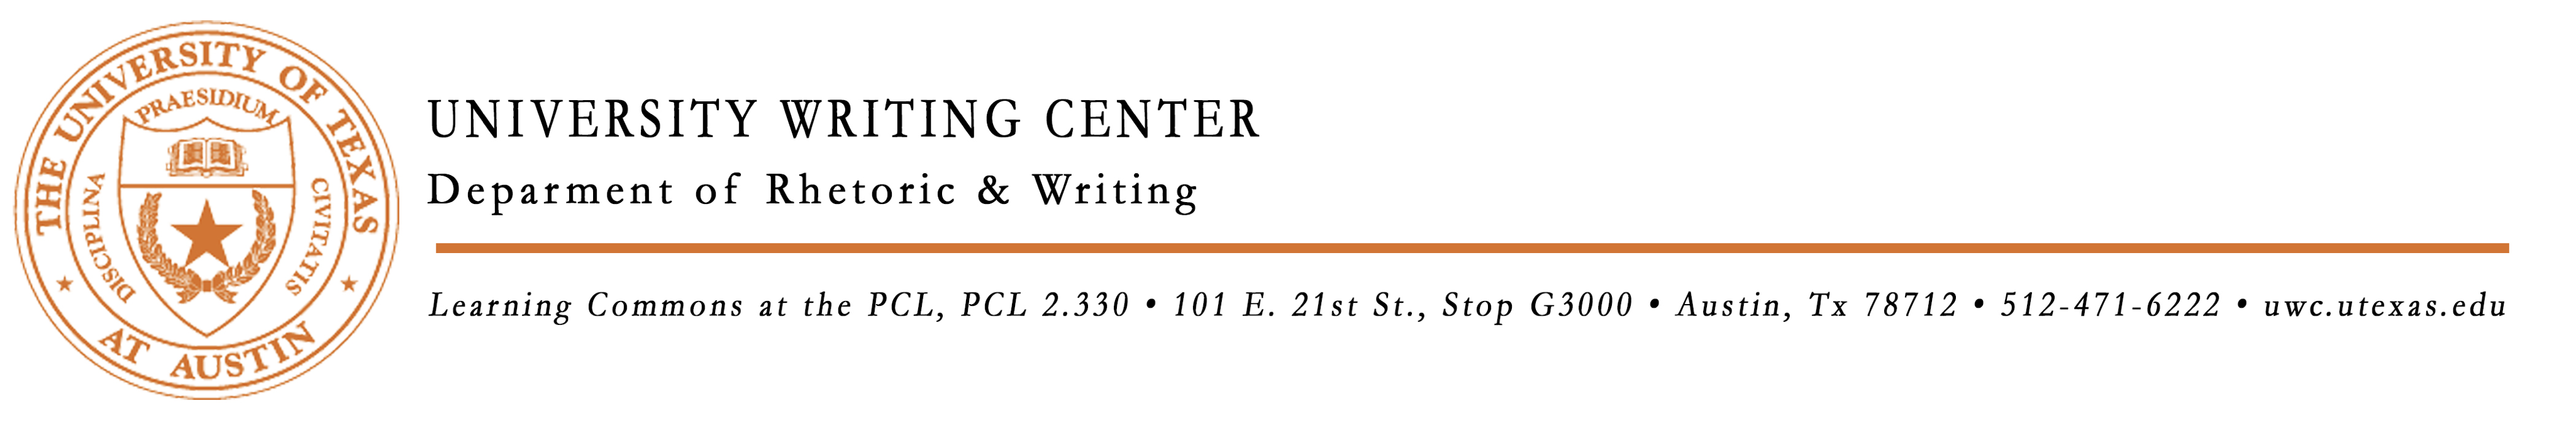 THE UNIVERSITY OF TEXAS
AT AUSTIN
PRAESIDIUM
DISCIPLINA
CIVITATIS
UNIVERSITY WRITING CENTER
Deparment of Rhetoric & Writing
Learning Commons at the PCL, PCL 2.330 • 101 E. 21st St., Stop G3000 • Austin, Tx 78712 • 512-471-6222 • uwc.utexas.edu